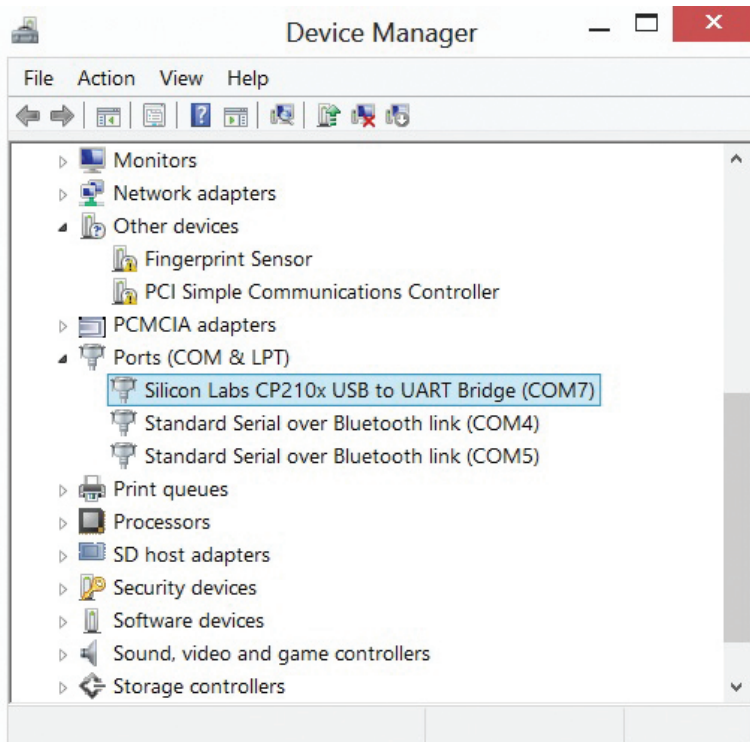 Device Manager
File Action View Help
Monitors
Network adapters
Other devices
Fingerprint Sensor
PCI Simple Communications Controller
PCMCIA adapters
Ports (COM & LPT)
Silicon Labs CP210x USB to UART Bridge (COM7)
Standard Serial over Bluetooth link (COM4)
Standard Serial over Bluetooth link (COM5)
Print queues
Processors
SD host adapters
Security devices
Software devices
Sound, video and game controllers
Storage controllers